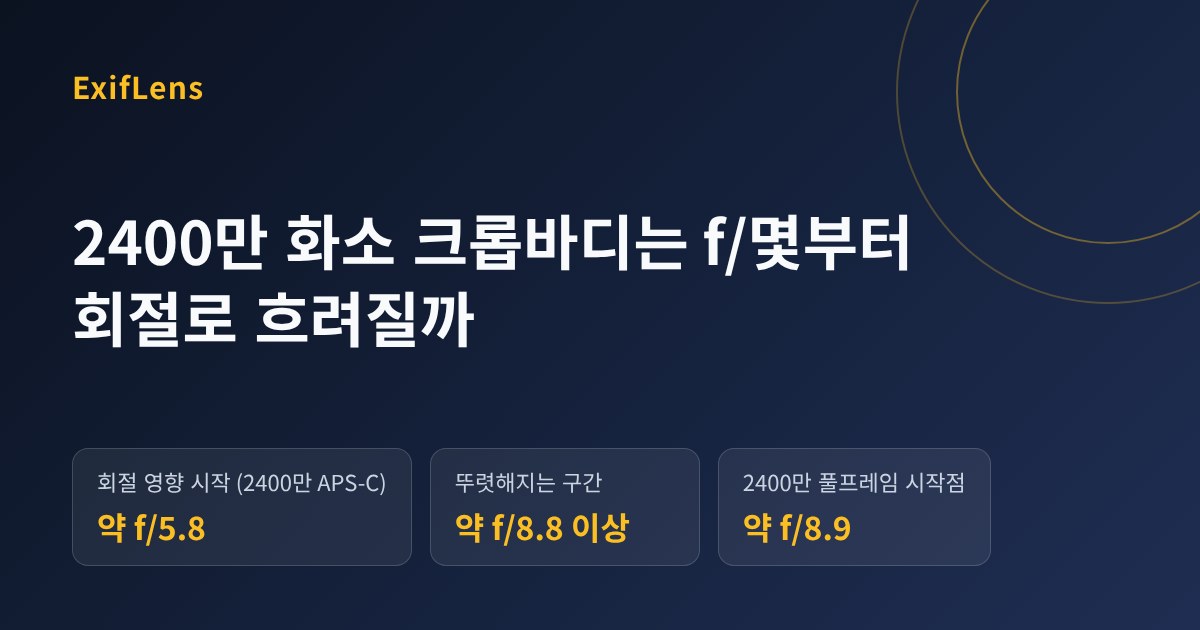 ExifLens
2400만 화소 크롭바디는 f/몇부터
회절로 흐려질까
회절 영향 시작 (2400만 APS-C)
약 f/5.8
뚜렷해지는 구간
약 f/8.8 이상
2400만 풀프레임 시작점
약 f/8.9